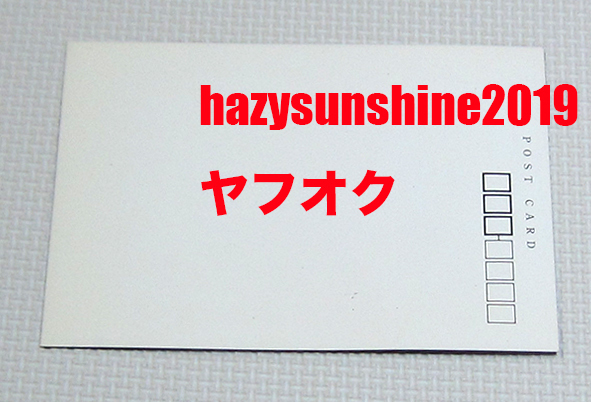 hazysunshine2019
ヤフオク
POST CARD